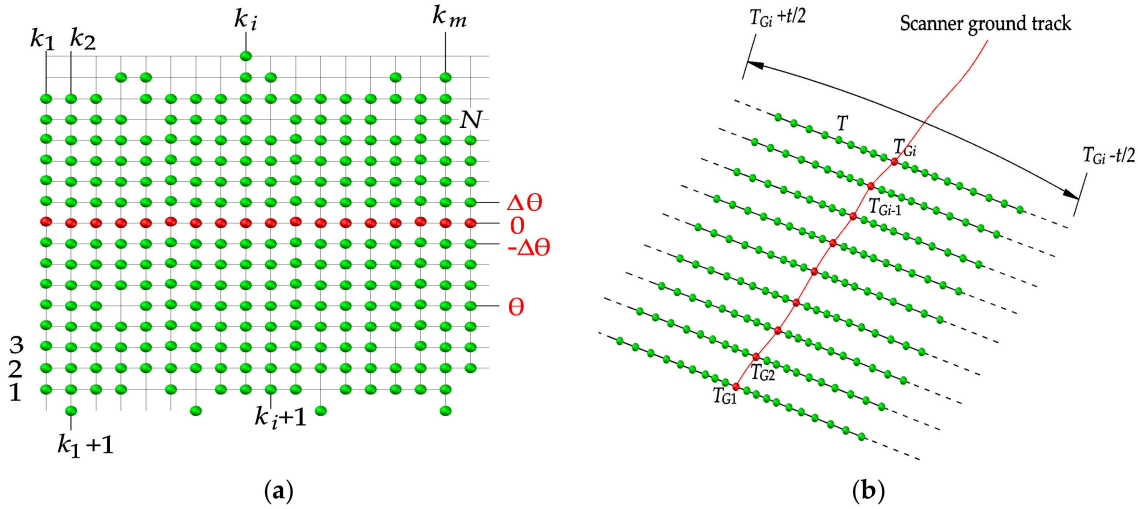 k1 k2 ki km
N
Δθ
0
-Δθ
θ
3
2
1
ki+1
k1+1
(a)
TGi+t/2
Scanner ground track
T
TGi
TGi-t/2
TGi-1
TG2
TG1
(b)